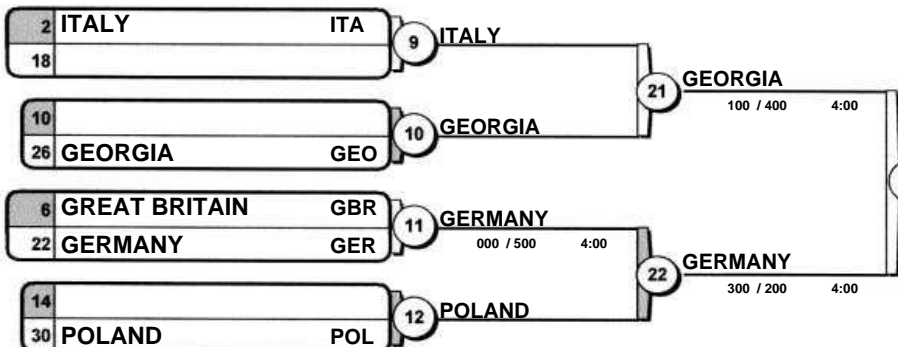 2 ITALY ITA
9 ITALY
18
21 GEORGIA
100 / 400 4:00
10
10 GEORGIA
26 GEORGIA GEO
6 GREAT BRITAIN GBR
11 GERMANY
000 / 500 4:00
22 GERMANY GER
22 GERMANY
300 / 200 4:00
14
12 POLAND
30 POLAND POL